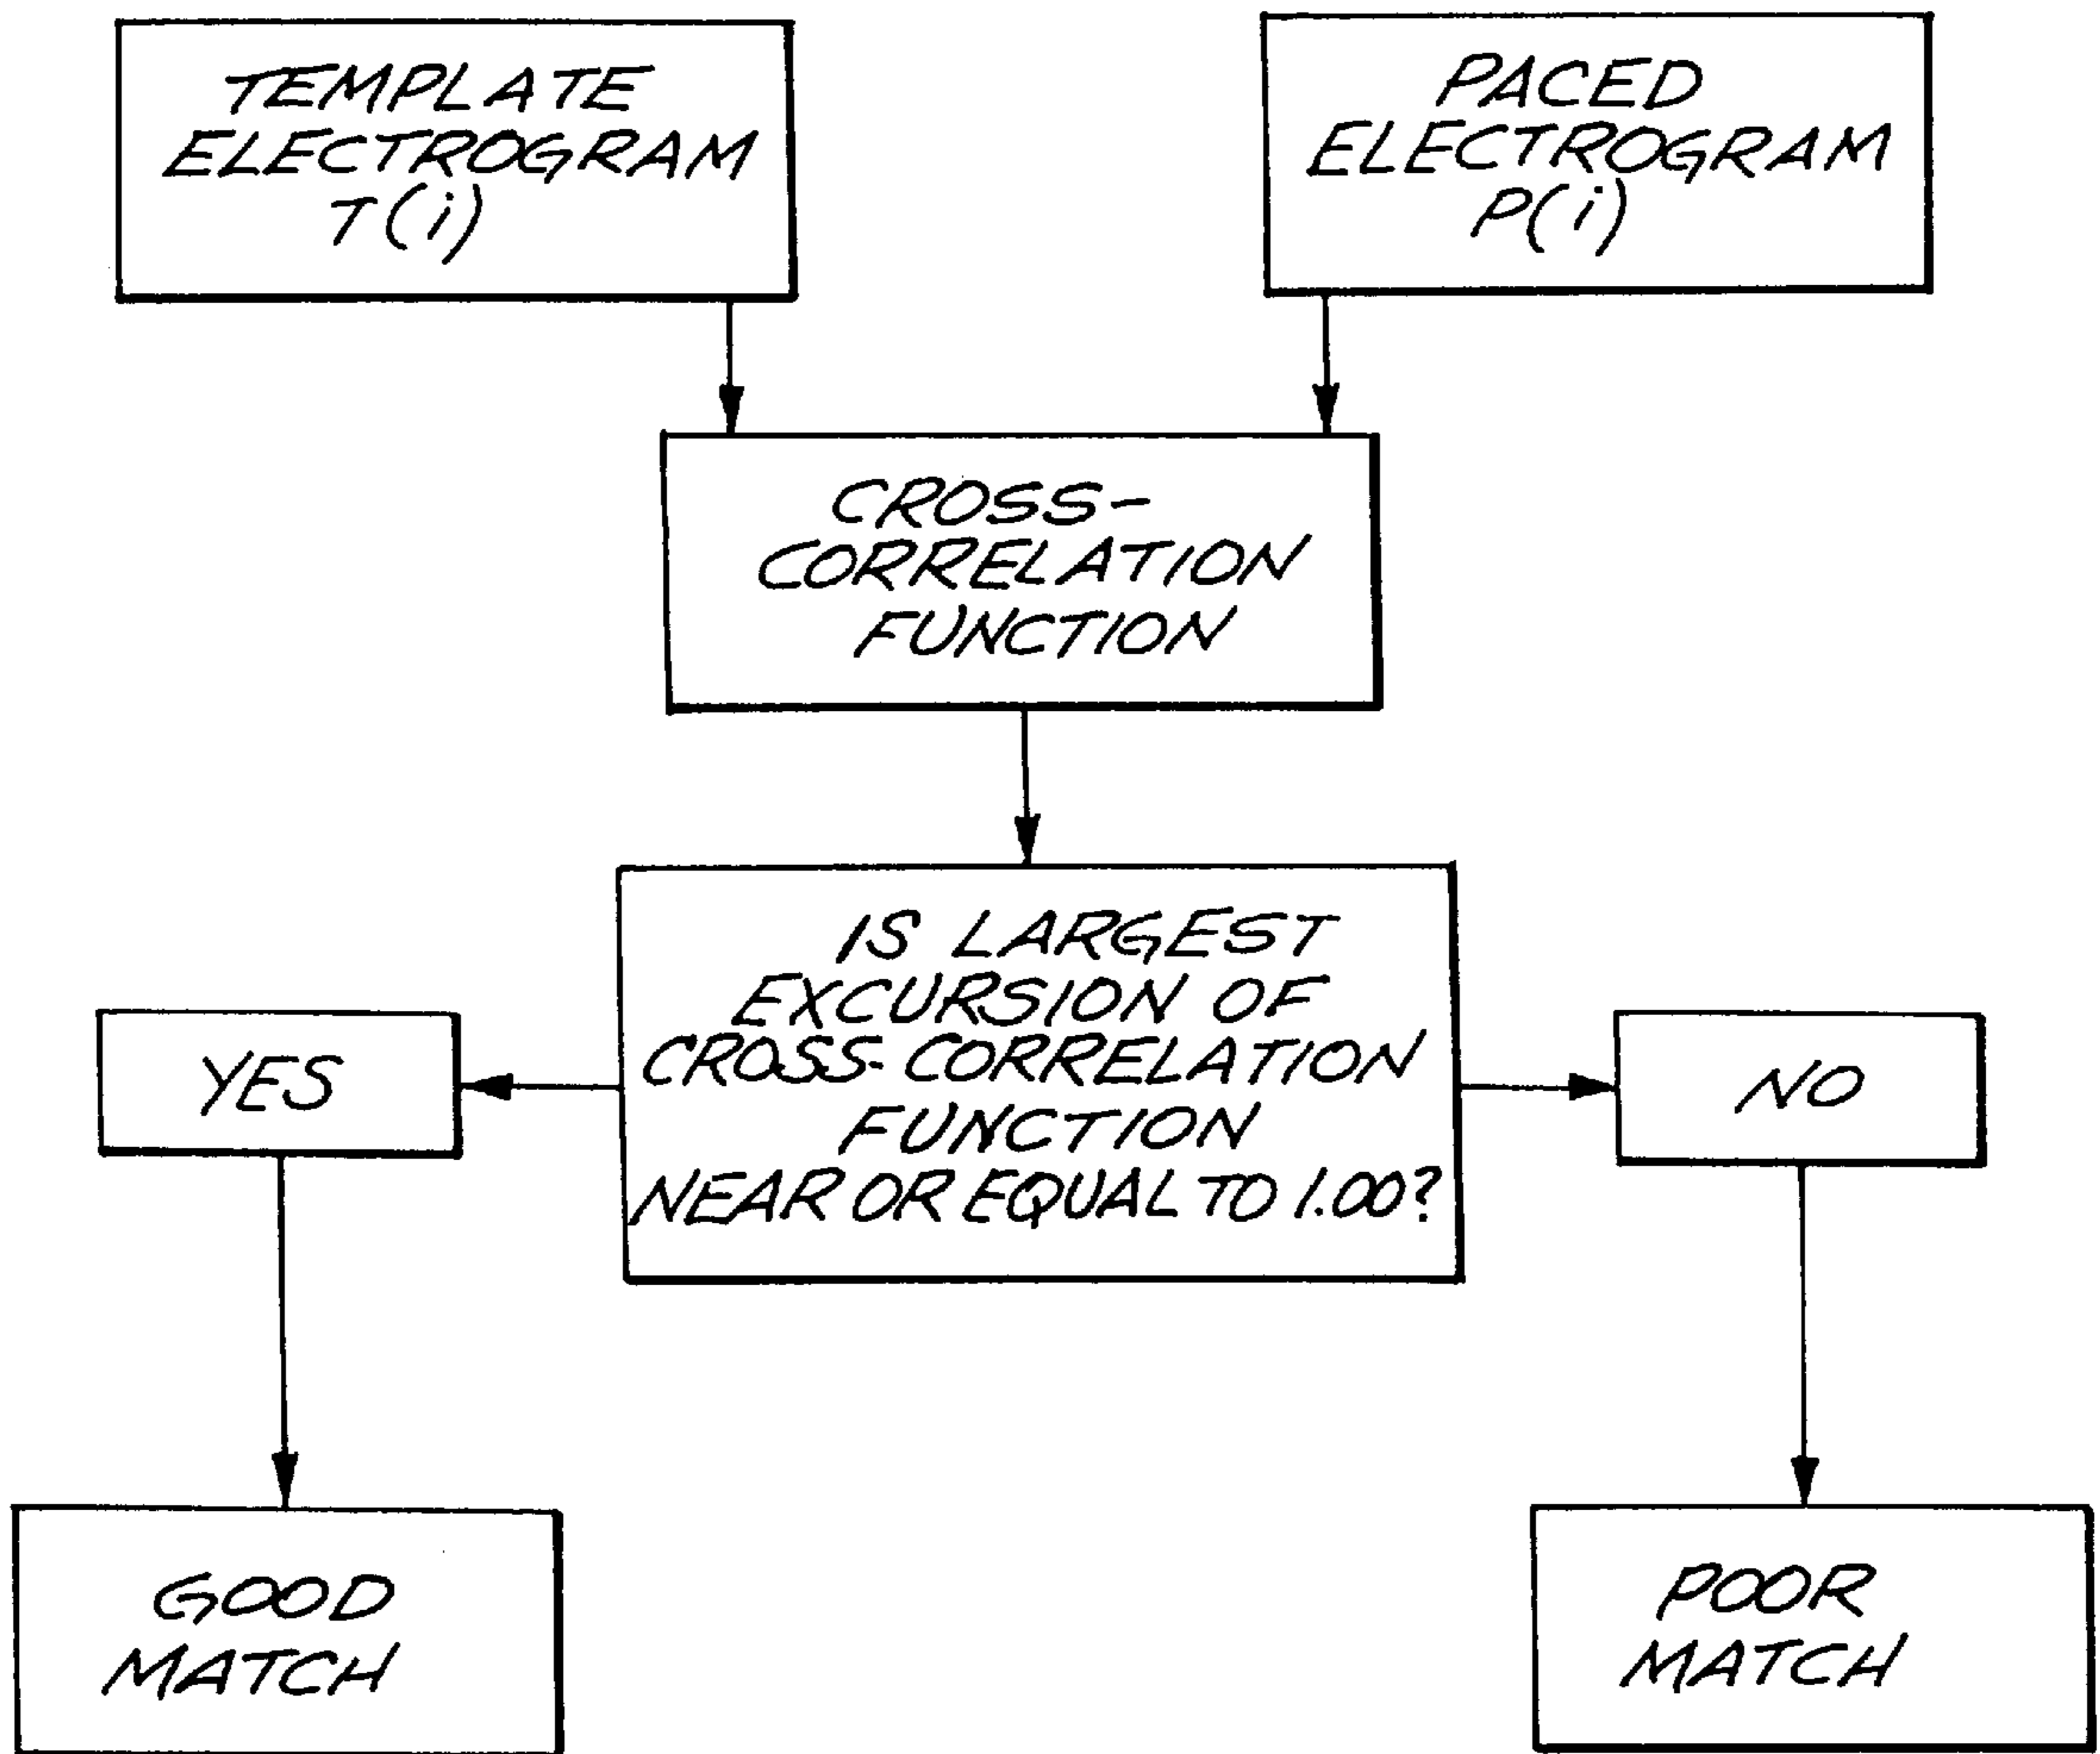 TEMPLATE
ELECTROGRAM
T(i)
PACED
ELECTROGRAM
P(i)
CROSS-
CORRELATION
FUNCTION
IS LARGEST
EXCURSION OF
CROSS-CORRELATION
FUNCTION
NEAR OR EQUAL TO 1.00?
YES
NO
GOOD
MATCH
POOR
MATCH